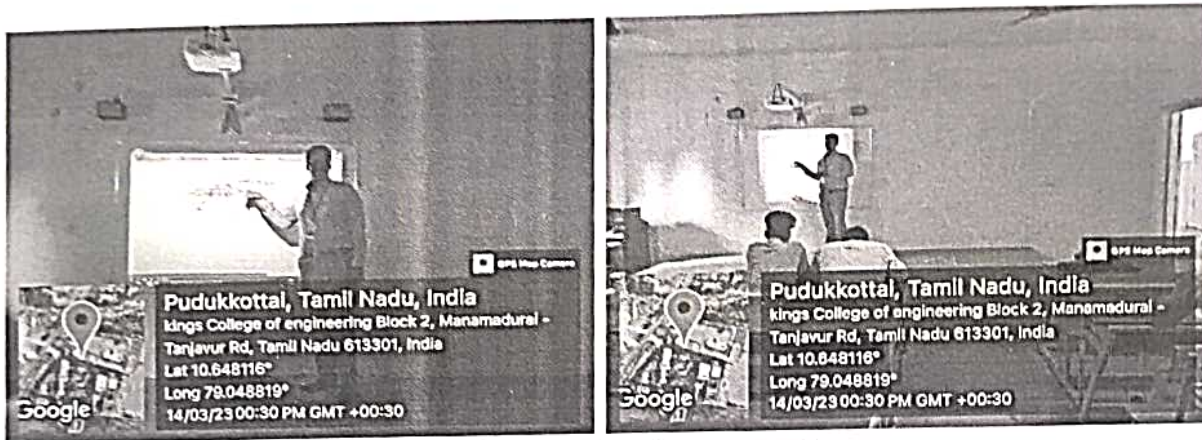 GPS Map Camera
Pudukkottai, Tamil Nadu, India
kings College of engineering Block 2, Manamadurai -
Tanjavur Rd, Tamil Nadu 613301, India
Lat 10.648116°
Long 79.048819°
14/03/23 00:30 PM GMT +00:30
Google
GPS Map Camera
Pudukkottai, Tamil Nadu, India
kings College of engineering Block 2, Manamadurai -
Tanjavur Rd, Tamil Nadu 613301, India
Lat 10.648116°
Long 79.048819°
14/03/23 00:30 PM GMT +00:30
Google